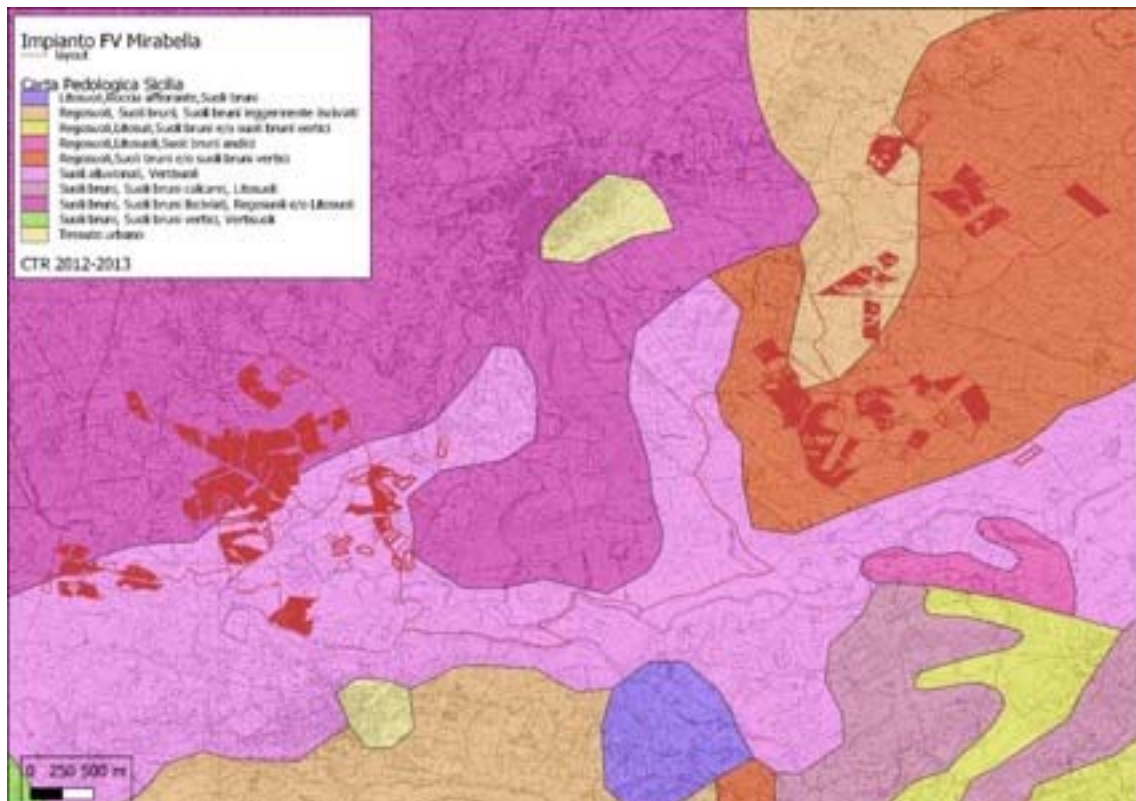 Impianto FV Mirabella
layout
Carta Pedologica Sicilia
Litosuoli, Roccia affiorante, Suoli bruni
Regosuoli, Suoli bruni, Suoli bruni leggermente lisciviati
Regosuoli, Litosuoli, Suoli bruni e/o suoli bruni vertici
Regosuoli, Litosuoli, Suoli bruni andici
Regosuoli, Suoli bruni e/o suoli bruni vertici
Suoli alluvionali, Vertisuoli
Suoli bruni, Suoli bruni calcarei, Litosuoli
Suoli bruni, Suoli bruni lisciviati, Regosuoli e/o Litosuoli
Suoli bruni, Suoli bruni vertici, Vertisuoli
Tessuto urbano
CTR 2012-2013
0 250 500 m